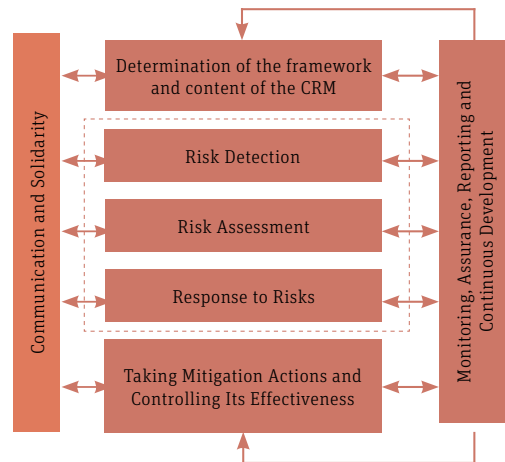 Communication and Solidarity
Determination of the framework
and content of the CRM
Risk Detection
Risk Assessment
Response to Risks
Taking Mitigation Actions and
Controlling Its Effectiveness
Monitoring, Assurance, Reporting and
Continuous Development